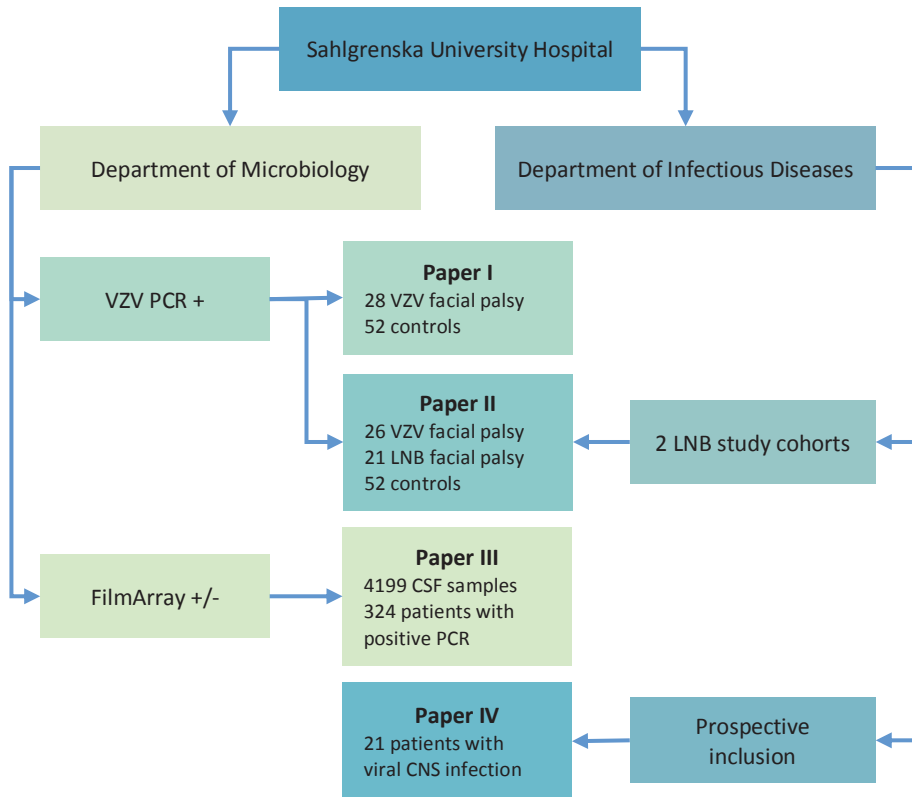 Sahlgrenska University Hospital
Department of Microbiology
Department of Infectious Diseases
VZV PCR +
Paper I
28 VZV facial palsy
52 controls
Paper II
26 VZV facial palsy
21 LNB facial palsy
52 controls
2 LNB study cohorts
FilmArray +/-
Paper III
4199 CSF samples
324 patients with
positive PCR
Paper IV
21 patients with
viral CNS infection
Prospective
inclusion